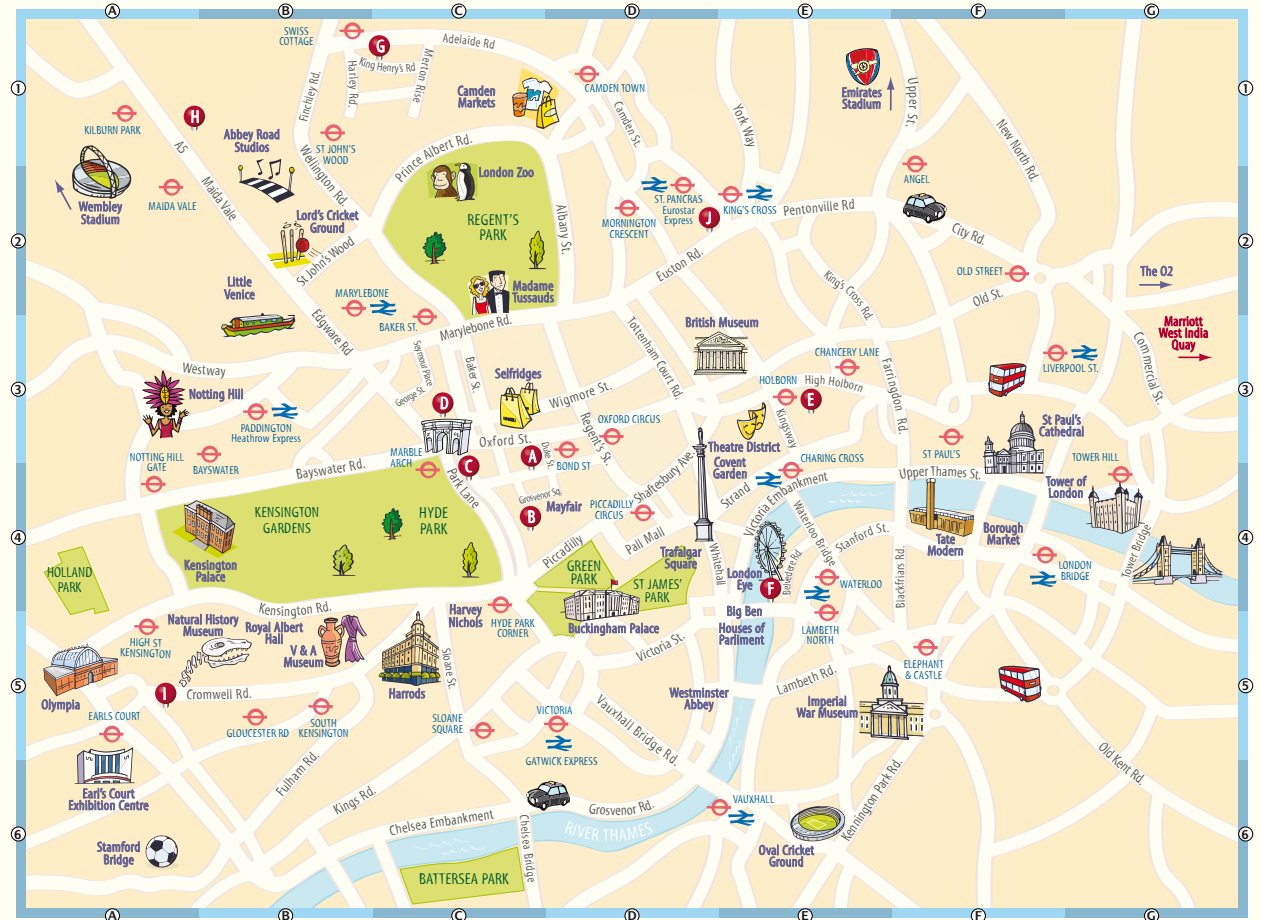 A
B
C
D
E
F
G
1
2
3
4
5
6
SWISS
COTTAGE
G
Adelaide Rd
King Henry's Rd
Harley Rd.
Merton Rise
Finchley Rd.
Camden
Markets
CAMDEN TOWN
Camden St.
York Way
Emirates
Stadium
Upper St.
New North Rd.
KILBURN PARK
H
A5
Abbey Road
Studios
ST JOHN'S
WOOD
Wellington Rd.
Prince Albert Rd.
London Zoo
REGENT'S
PARK
Albany St.
Wembley
Stadium
MAIDA VALE
Maida Vale
Lord's Cricket
Ground
St John's Wood
MORNINGTON
CRESCENT
ST. PANCRAS
Eurostar
Express
J
KING'S CROSS
Pentonville Rd
ANGEL
City Rd.
Euston Rd.
OLD STREET
Old St.
The O2
Little
Venice
MARYLEBONE
BAKER ST.
Madame
Tussauds
Marylebone Rd.
Edgware Rd
King's Cross Rd.
Marriott
West India
Quay
Commercial St.
British Museum
Tottenham Court Rd.
CHANCERY LANE
HOLBORN
High Holborn
E
Kingsway
Farringdon Rd.
LIVERPOOL ST.
Westway
Notting Hill
PADDINGTON
Heathrow Express
Seymour Place
George St.
Baker St.
Selfridges
Wigmore St.
D
OXFORD CIRCUS
Regent's St.
Oxford St.
A
Duke St.
BOND ST
NOTTING HILL
GATE
BAYSWATER
Bayswater Rd.
MARBLE
ARCH
C
Park Lane
Grosvenor Sq.
Mayfair
B
PICCADILLY
CIRCUS
Shaftesbury Ave.
Theatre District
Covent
Garden
CHARING CROSS
Strand
Victoria Embankment
ST PAUL'S
St Paul's
Cathedral
TOWER HILL
Tower of
London
Upper Thames St.
Tate
Modern
Borough
Market
LONDON
BRIDGE
Tower Bridge
KENSINGTON
GARDENS
HYDE
PARK
Kensington
Palace
HOLLAND
PARK
Piccadilly
Pall Mall
Trafalgar
Square
Whitehall
Waterloo Bridge
Stanford St.
Blackfriars Rd.
London
Eye
Belvedere Rd
F
WATERLOO
GREEN
PARK
ST JAMES'
PARK
Buckingham Palace
Big Ben
Houses of
Parliment
LAMBETH
NORTH
Kensington Rd.
Natural History
Museum
Royal Albert
Hall
V & A
Museum
HIGH ST
KENSINGTON
Harvey
Nichols
HYDE PARK
CORNER
Victoria St.
ELEPHANT
& CASTLE
Lambeth Rd.
Olympia
I
Cromwell Rd.
Harrods
Sloane St.
Westminster
Abbey
Imperial
War Museum
EARLS COURT
GLOUCESTER RD
SOUTH
KENSINGTON
SLOANE
SQUARE
VICTORIA
GATWICK EXPRESS
Vauxhall Bridge Rd.
Old Kent Rd.
Earl's Court
Exhibition Centre
Fulham Rd.
Kings Rd.
Grosvenor Rd.
VAUXHALL
Kennington Park Rd.
Stamford
Bridge
Chelsea Embankment
Chelsea Bridge
RIVER THAMES
Oval Cricket
Ground
BATTERSEA PARK
1
2
3
4
5
6
A
B
C
D
E
F
G